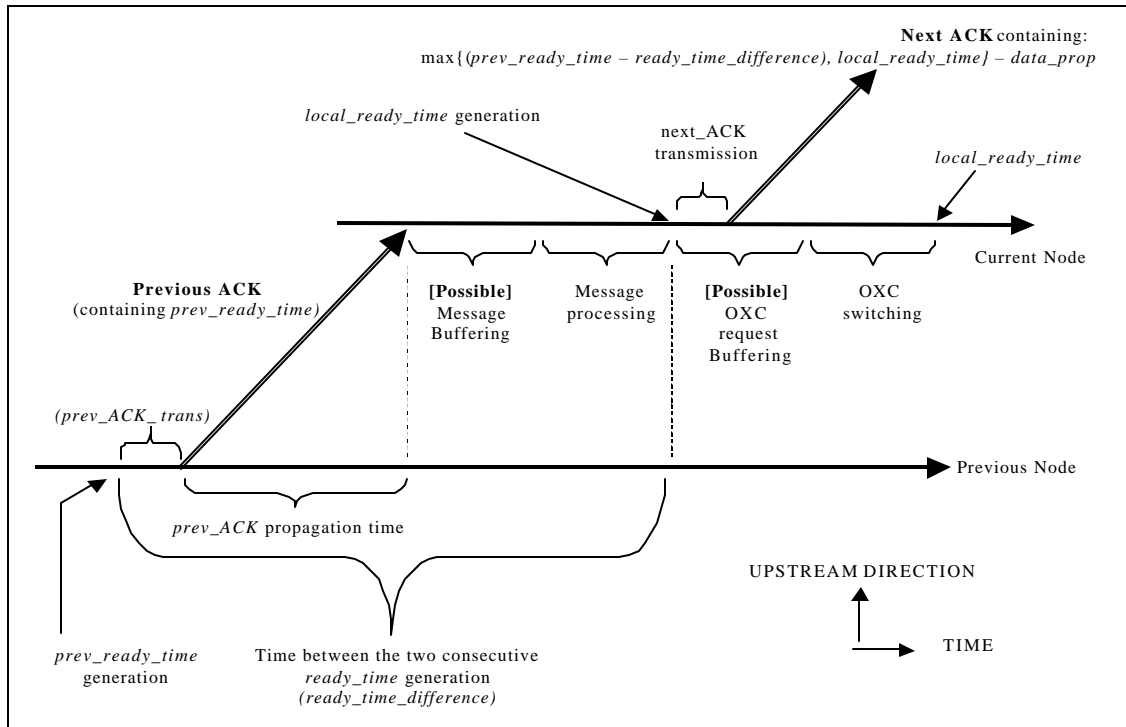 Next ACK containing:
max{(prev_ready_time – ready_time_difference), local_ready_time} – data_prop
local_ready_time generation
next_ACK
transmission
local_ready_time
Current Node
Previous ACK
(containing prev_ready_time)
[Possible]
Message
Buffering
Message
processing
[Possible]
OXC
request
Buffering
OXC
switching
(prev_ACK_ trans)
Previous Node
prev_ACK propagation time
UPSTREAM DIRECTION
TIME
prev_ready_time
generation
Time between the two consecutive
ready_time generation
(ready_time_difference)